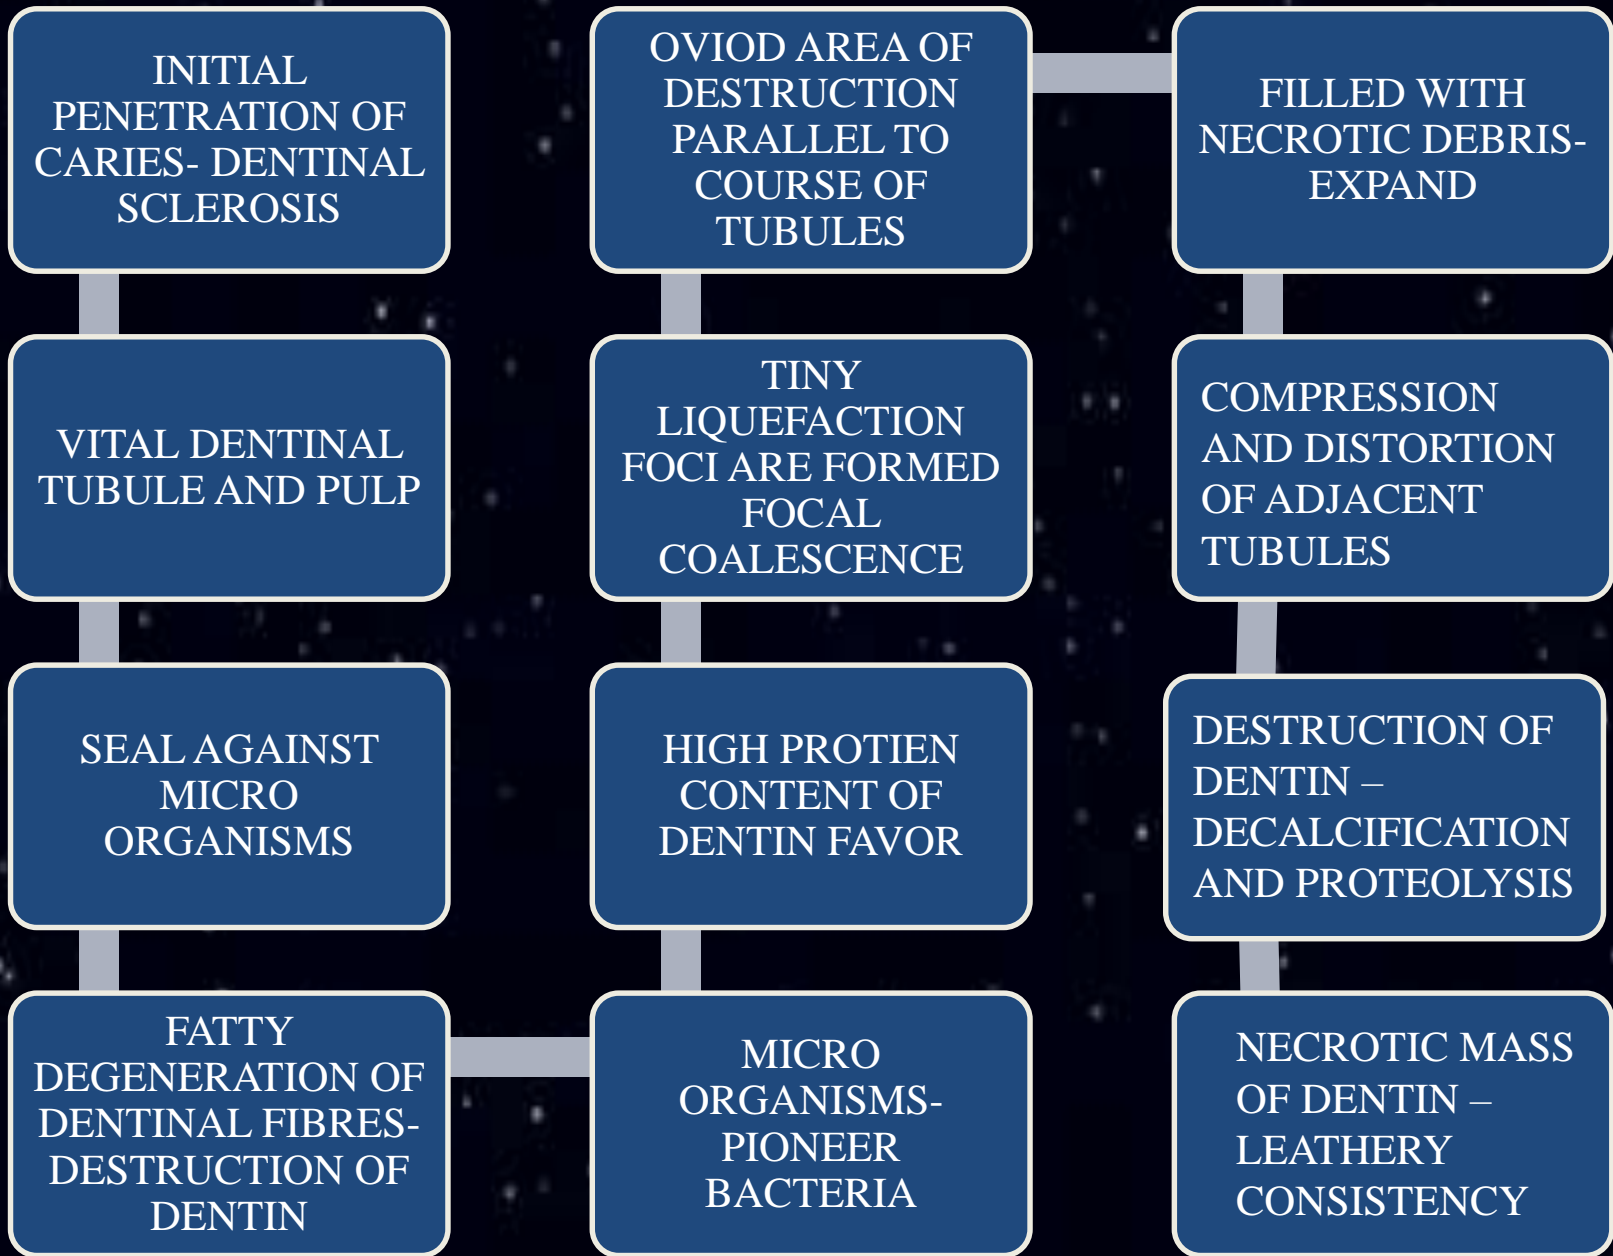 INITIAL
PENETRATION OF
CARIES- DENTINAL
SCLEROSIS
VITAL DENTINAL
TUBULE AND PULP
SEAL AGAINST
MICRO
ORGANISMS
FATTY
DEGENERATION OF
DENTINAL FIBRES-
DESTRUCTION OF
DENTIN
MICRO
ORGANISMS-
PIONEER
BACTERIA
HIGH PROTIEN
CONTENT OF
DENTIN FAVOR
TINY
LIQUEFACTION
FOCI ARE FORMED
FOCAL
COALESCENCE
OVIOD AREA OF
DESTRUCTION
PARALLEL TO
COURSE OF
TUBULES
FILLED WITH
NECROTIC DEBRIS-
EXPAND
COMPRESSION
AND DISTORTION
OF ADJACENT
TUBULES
DESTRUCTION OF
DENTIN –
DECALCIFICATION
AND PROTEOLYSIS
NECROTIC MASS
OF DENTIN –
LEATHERY
CONSISTENCY